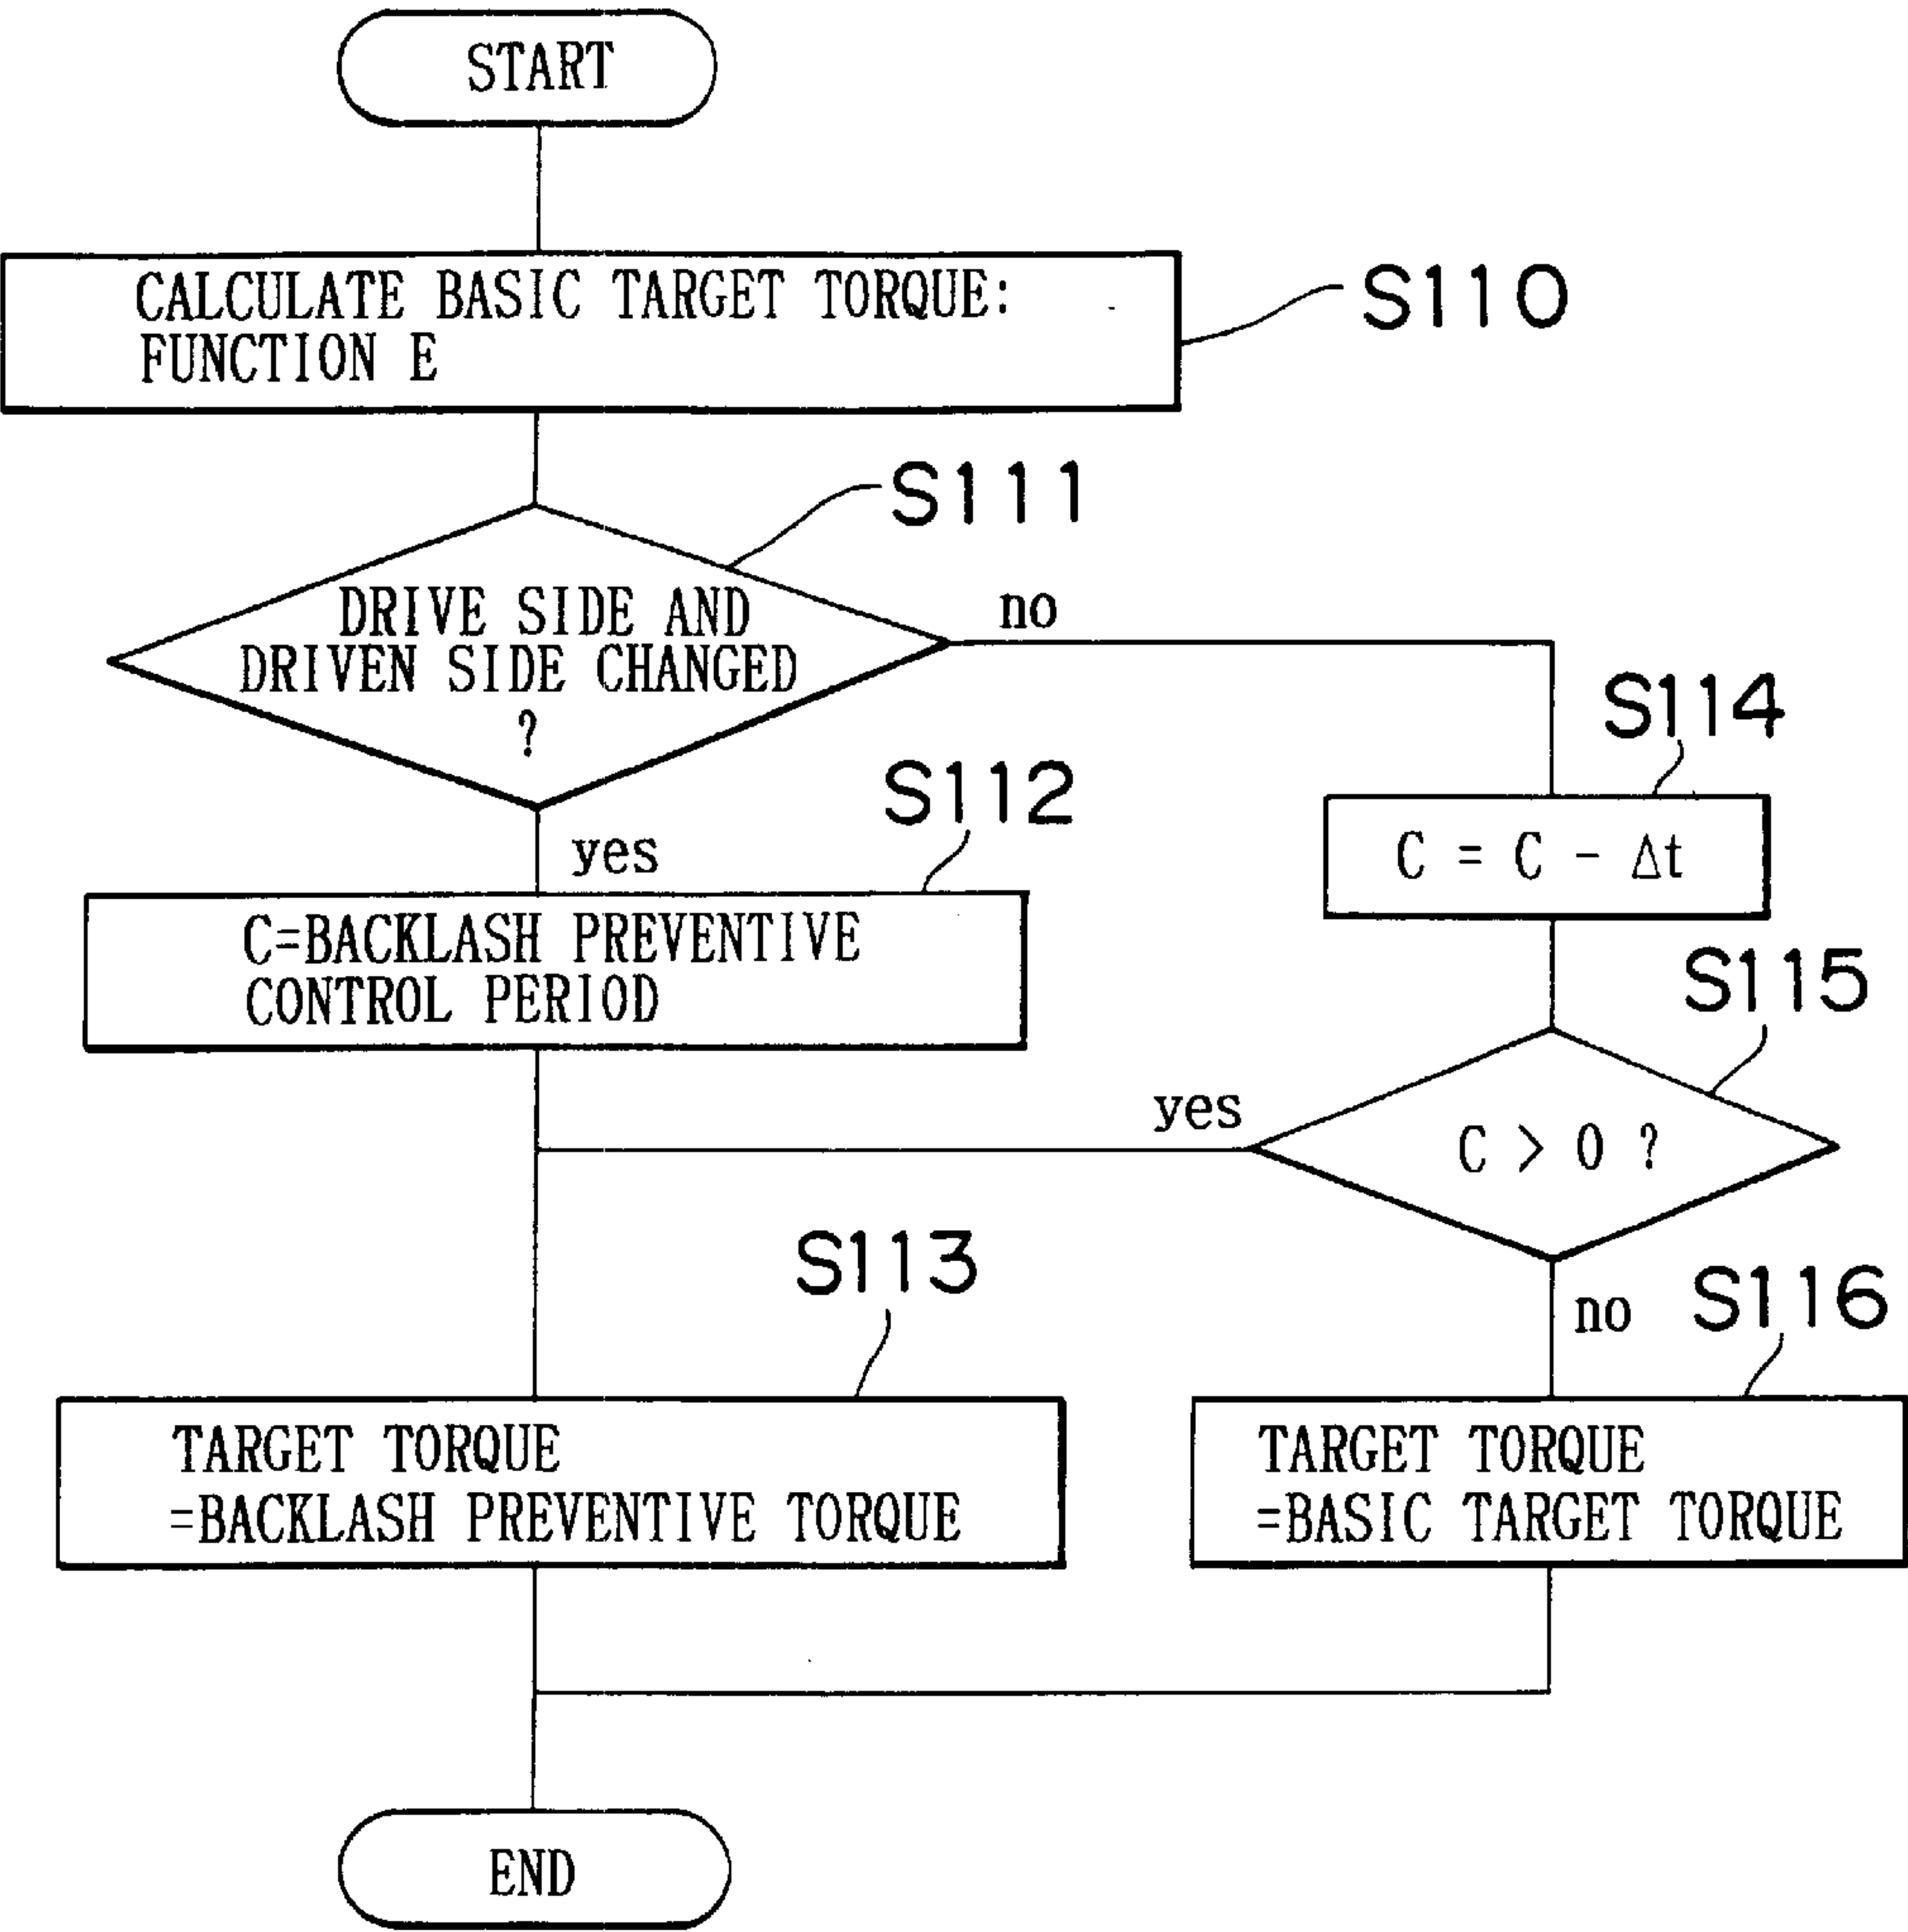 START
CALCULATE BASIC TARGET TORQUE:
FUNCTION E
S110
S111
DRIVE SIDE AND
DRIVEN SIDE CHANGED
?
no
yes
S112
C=BACKLASH PREVENTIVE
CONTROL PERIOD
S114
C = C - Δt
S115
C > 0 ?
yes
no
S113
TARGET TORQUE
=BACKLASH PREVENTIVE TORQUE
S116
TARGET TORQUE
=BASIC TARGET TORQUE
END